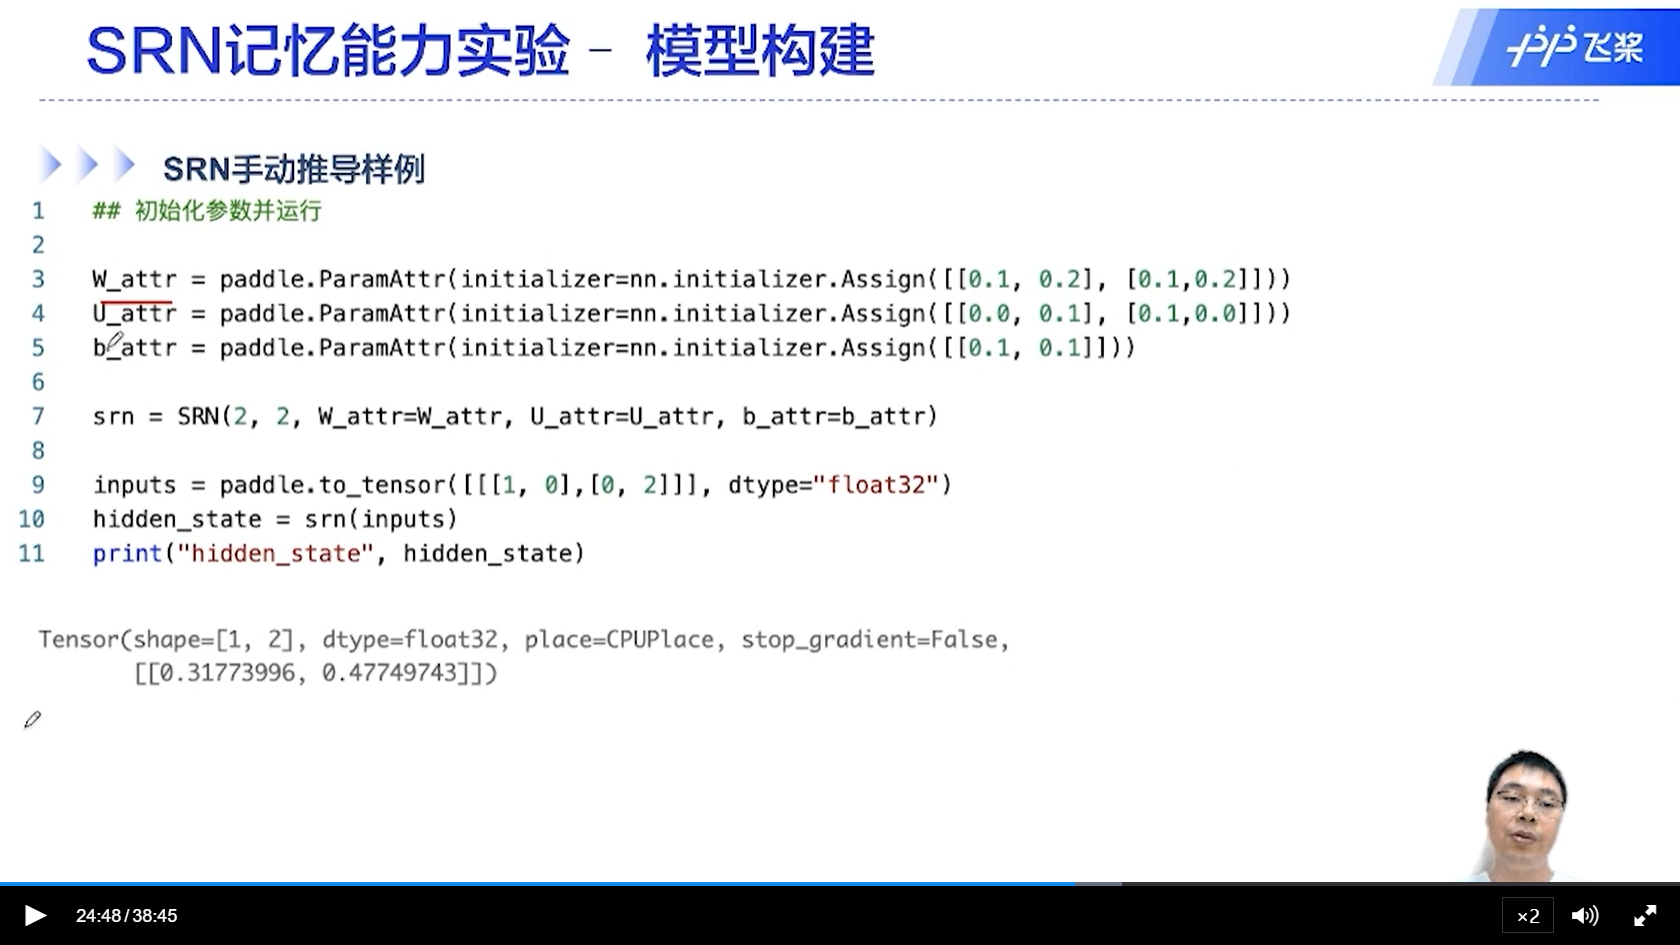 SRN记忆能力实验 – 模型构建
飞桨
SRN手动推导样例
1 ## 初始化参数并运行
2
3 W_attr = paddle.ParamAttr(initializer=nn.initializer.Assign([[0.1, 0.2], [0.1,0.2]]))
4 U_attr = paddle.ParamAttr(initializer=nn.initializer.Assign([[0.0, 0.1], [0.1,0.0]]))
5 b_attr = paddle.ParamAttr(initializer=nn.initializer.Assign([[0.1, 0.1]]))
6
7 srn = SRN(2, 2, W_attr=W_attr, U_attr=U_attr, b_attr=b_attr)
8
9 inputs = paddle.to_tensor([[[1, 0],[0, 2]]], dtype="float32")
10 hidden_state = srn(inputs)
11 print("hidden_state", hidden_state)
Tensor(shape=[1, 2], dtype=float32, place=CPUPlace, stop_gradient=False,
[[0.31773996, 0.47749743]])
24:48/38:45
×2